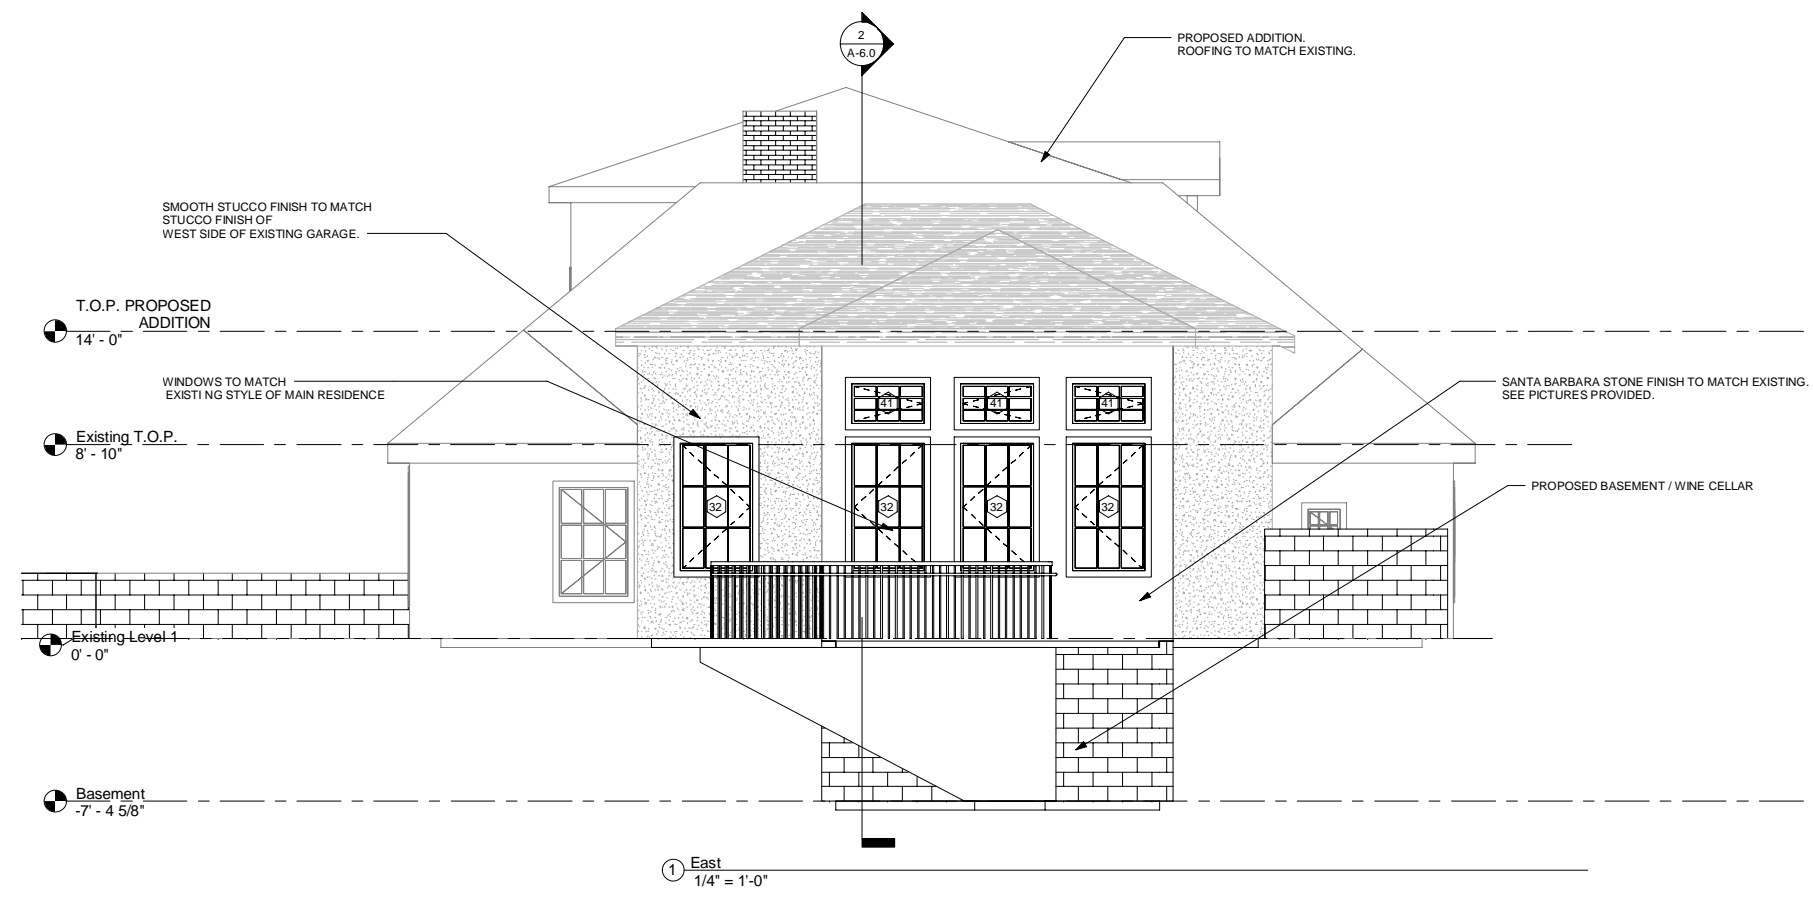 2
A-6.0
PROPOSED ADDITION.
ROOFING TO MATCH EXISTING.
SMOOTH STUCCO FINISH TO MATCH
STUCCO FINISH OF
WEST SIDE OF EXISTING GARAGE.
T.O.P. PROPOSED
ADDITION
14' - 0"
WINDOWS TO MATCH
EXISTING STYLE OF MAIN RESIDENCE
41 41 41
SANTA BARBARA STONE FINISH TO MATCH EXISTING.
SEE PICTURES PROVIDED.
Existing T.O.P.
8' - 10"
PROPOSED BASEMENT / WINE CELLAR
32 32 32 32
Existing Level 1
0' - 0"
Basement
-7' - 4 5/8"
1 East
1/4" = 1'-0"